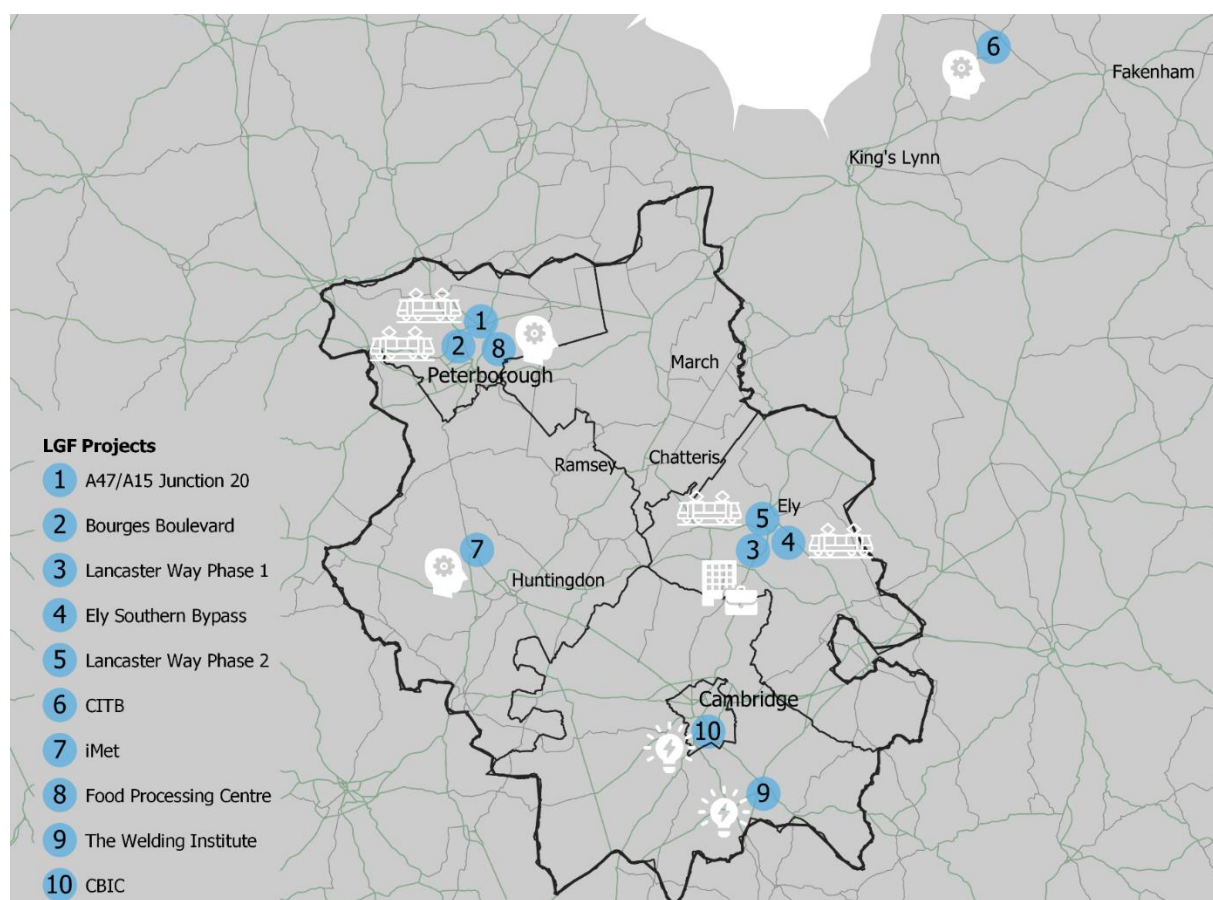 6
Fakenham
King's Lynn
1
2
8
Peterborough
March
Ramsey
Chatteris
Ely
5
4
3
7
Huntingdon
Cambridge
10
9
LGF Projects
1 A47/A15 Junction 20
2 Bourges Boulevard
3 Lancaster Way Phase 1
4 Ely Southern Bypass
5 Lancaster Way Phase 2
6 CITB
7 iMet
8 Food Processing Centre
9 The Welding Institute
10 CBIC